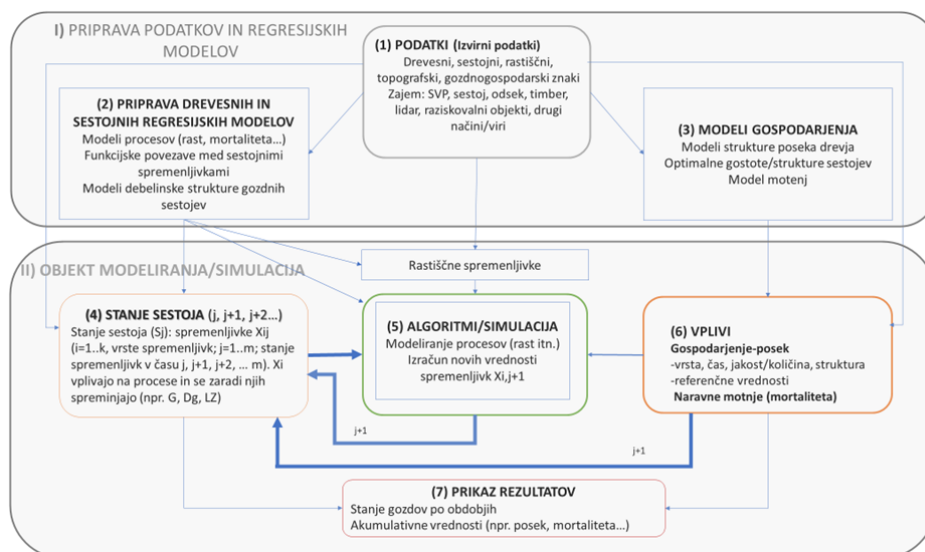 I) PRIPRAVA PODATKOV IN REGRESIJSKIH
MODELOV
(1) PODATKI (Izvirni podatki)
Drevesni, sestojni, rastiščni,
topografski, gozdnogospodarski znaki
Zajem: SVP, sestoj, odsek, timber,
lidar, raziskovalni objekti, drugi
načini/viri
(2) PRIPRAVA DREVESNIH IN
SESTOJNIH REGRESIJSKIH MODELOV
Modeli procesov (rast, mortaliteta...)
Funkcijske povezave med sestojnimi
spremenljivkami
Modeli debelinske strukture gozdnih
sestojev
(3) MODELI GOSPODARJENJA
Modeli strukture poseka drevja
Optimalne gostote/strukture sestojev
Model motenj
II) OBJEKT MODELIRANJA/SIMULACIJA
Rastiščne spremenljivke
(4) STANJE SESTOJA (j, j+1, j+2...)
Stanje sestoja (Sj): spremenljivke Xij
(i=1..k, vrste spremenljivk; j=1..m; stanje
spremenljivk v času j, j+1, j+2, ... m). Xi
vplivajo na procese in se zaradi njih
spreminjajo (npr. G, Dg, LZ)
(5) ALGORITMI/SIMULACIJA
Modeliranje procesov (rast itn.)
Izračun novih vrednosti
spremenljivk Xi,j+1
(6) VPLIVI
Gospodarjenje-posek
-vrsta, čas, jakost/količina, struktura
-referenčne vrednosti
Naravne motnje (mortaliteta)
j+1
j+1
(7) PRIKAZ REZULTATOV
Stanje gozdov po obdobjih
Akumulativne vrednosti (npr. posek, mortaliteta...)